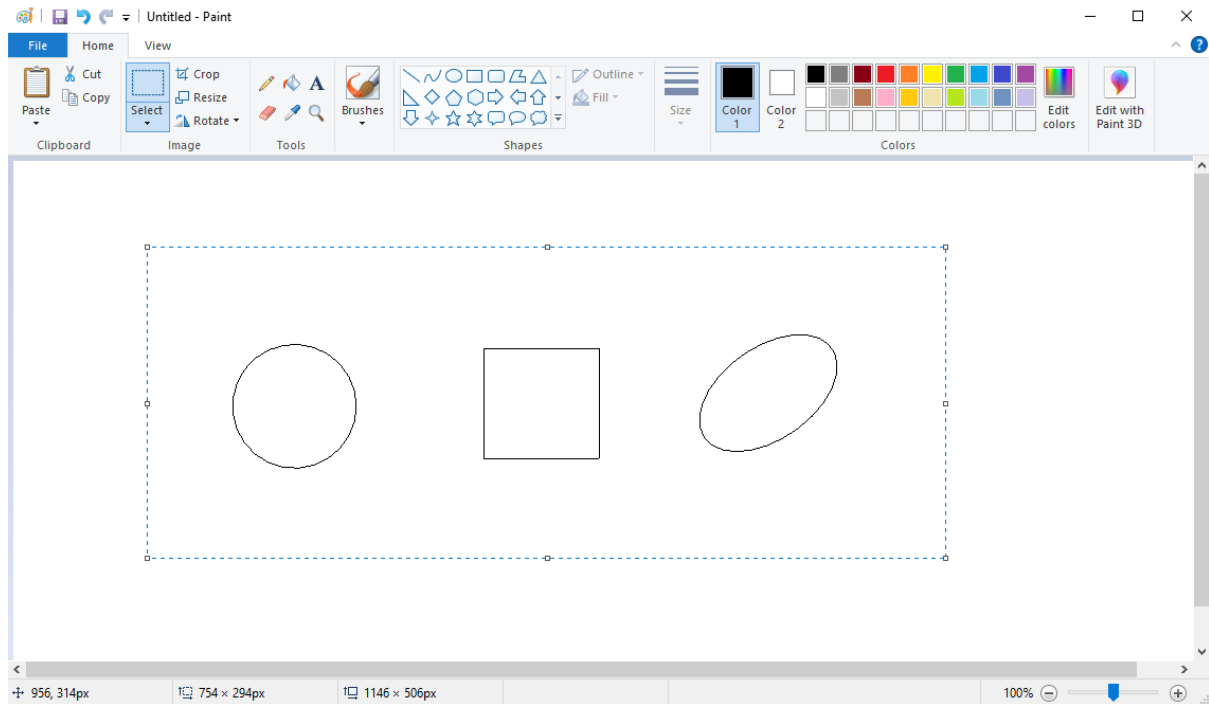 Untitled - Paint
File Home View
Paste
Cut
Copy
Clipboard
Select
Crop
Resize
Rotate
Image
A
Tools
Brushes
Outline
Fill
Shapes
Size
Color
1
Color
2
Edit
colors
Colors
Edit with
Paint 3D
956, 314px 754 × 294px 1146 × 506px 100%